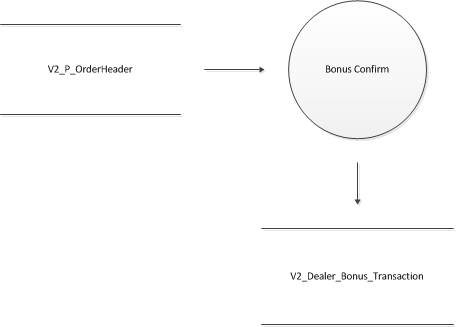 V2_P_OrderHeader
Bonus Confirm
V2_Dealer_Bonus_Transaction